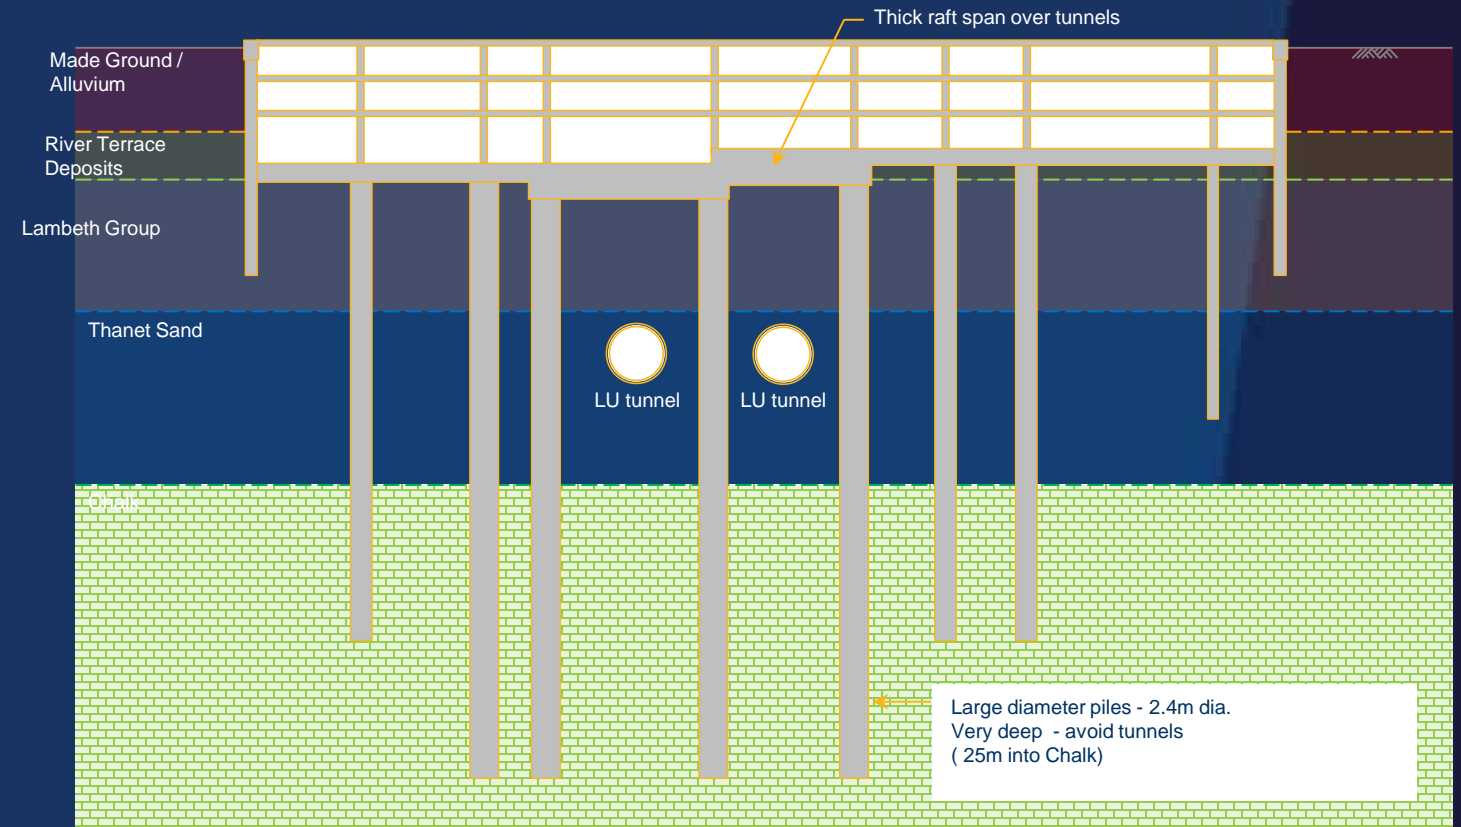 Thick raft span over tunnels
Made Ground /
Alluvium
River Terrace
Deposits
Lambeth Group
Thanet Sand
LU tunnel
LU tunnel
Chalk
Large diameter piles - 2.4m dia.
Very deep - avoid tunnels
( 25m into Chalk)